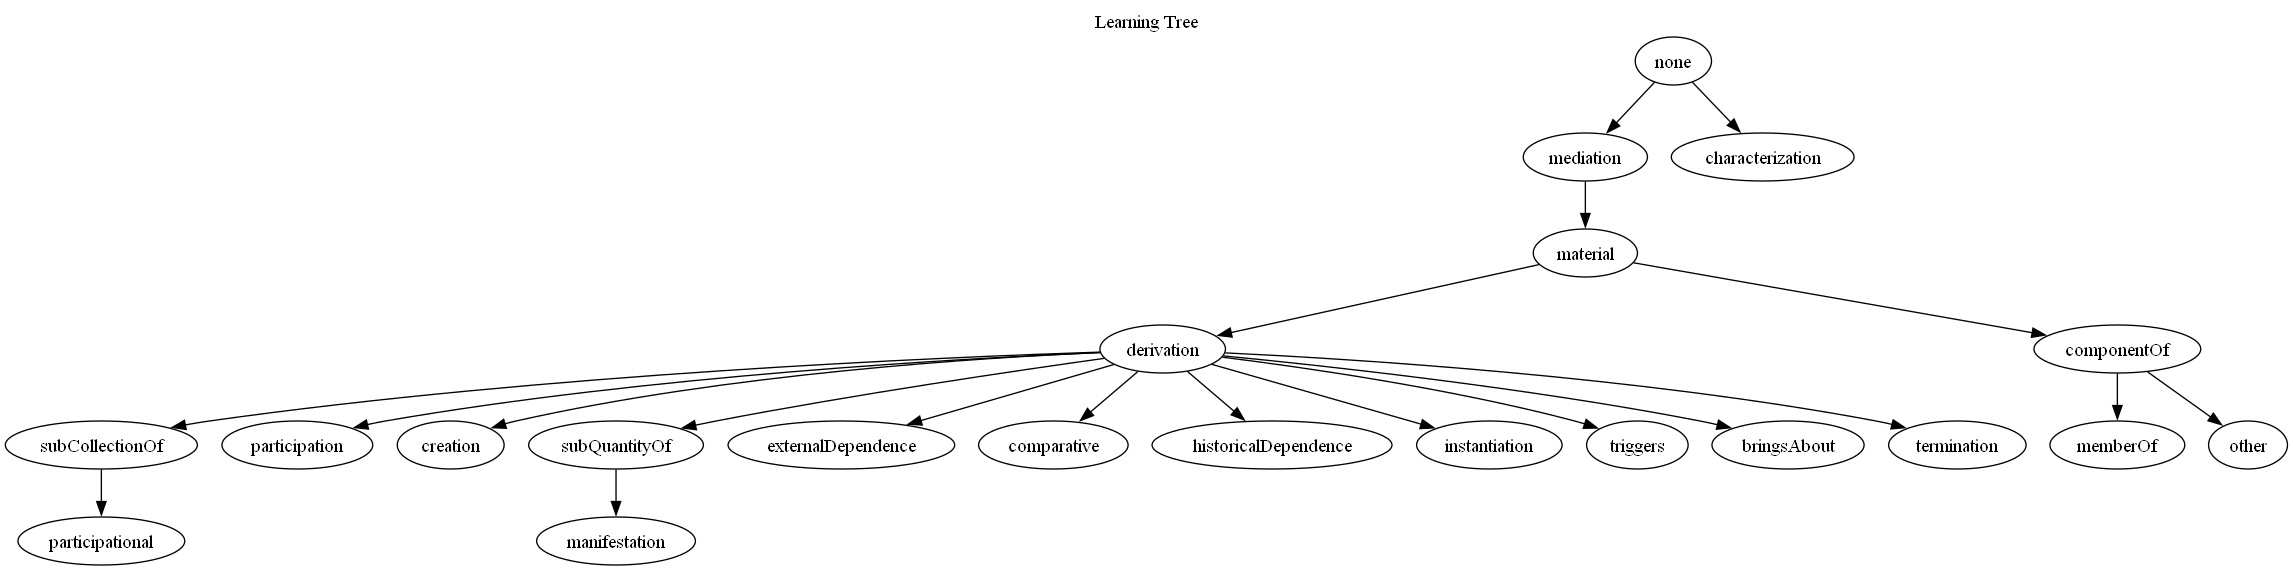 Learning Tree
none
mediation
characterization
material
derivation
componentOf
subCollectionOf
participation
creation
subQuantityOf
externalDependence
comparative
historicalDependence
instantiation
triggers
bringsAbout
termination
memberOf
other
participational
manifestation